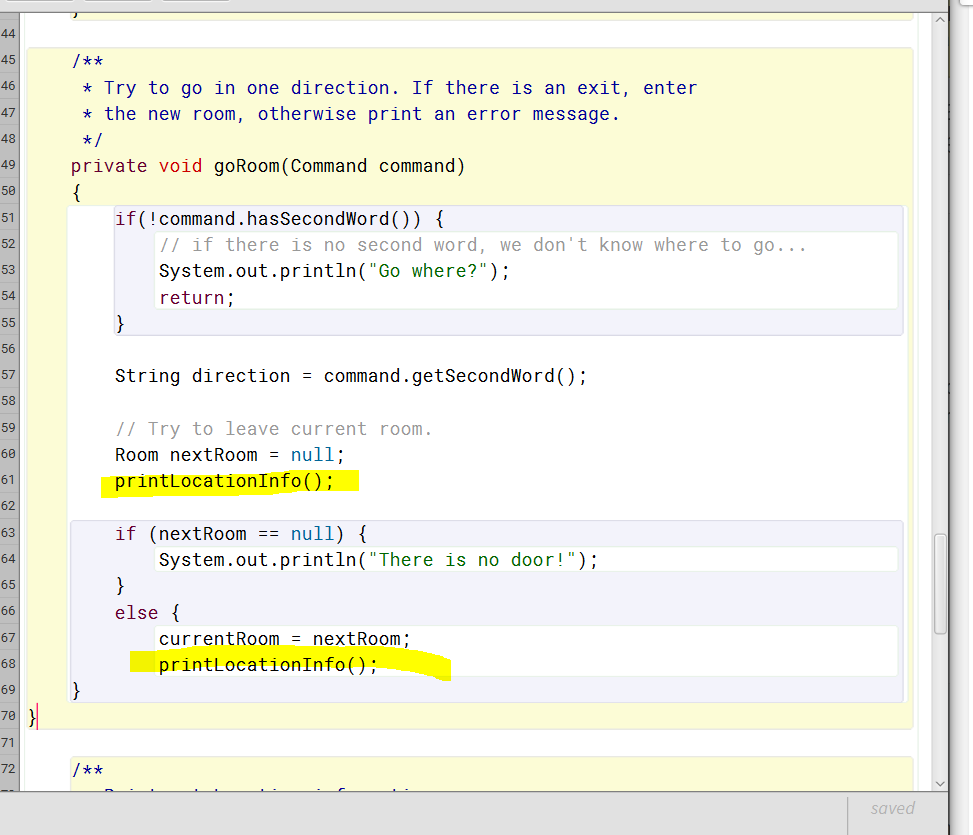 44
45 /**
46 * Try to go in one direction. If there is an exit, enter
47 * the new room, otherwise print an error message.
48 */
49 private void goRoom(Command command)
50 {
51 if(!command.hasSecondWord()) {
52 // if there is no second word, we don't know where to go...
53 System.out.println("Go where?");
54 return;
55 }
56
57 String direction = command.getSecondWord();
58
59 // Try to leave current room.
60 Room nextRoom = null;
61 printLocationInfo();
62
63 if (nextRoom == null) {
64 System.out.println("There is no door!");
65 }
66 else {
67 currentRoom = nextRoom;
68 printLocationInfo();
69 }
70 }
71
72 /**
saved